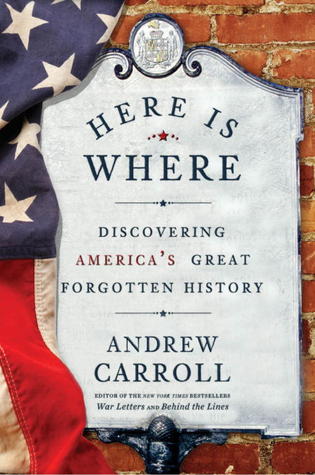 HERE IS
WHERE
DISCOVERING
AMERICA'S GREAT
FORGOTTEN HISTORY
ANDREW
CARROLL
EDITOR OF THE NEW YORK TIMES BESTSELLERS
War Letters AND Behind the Lines